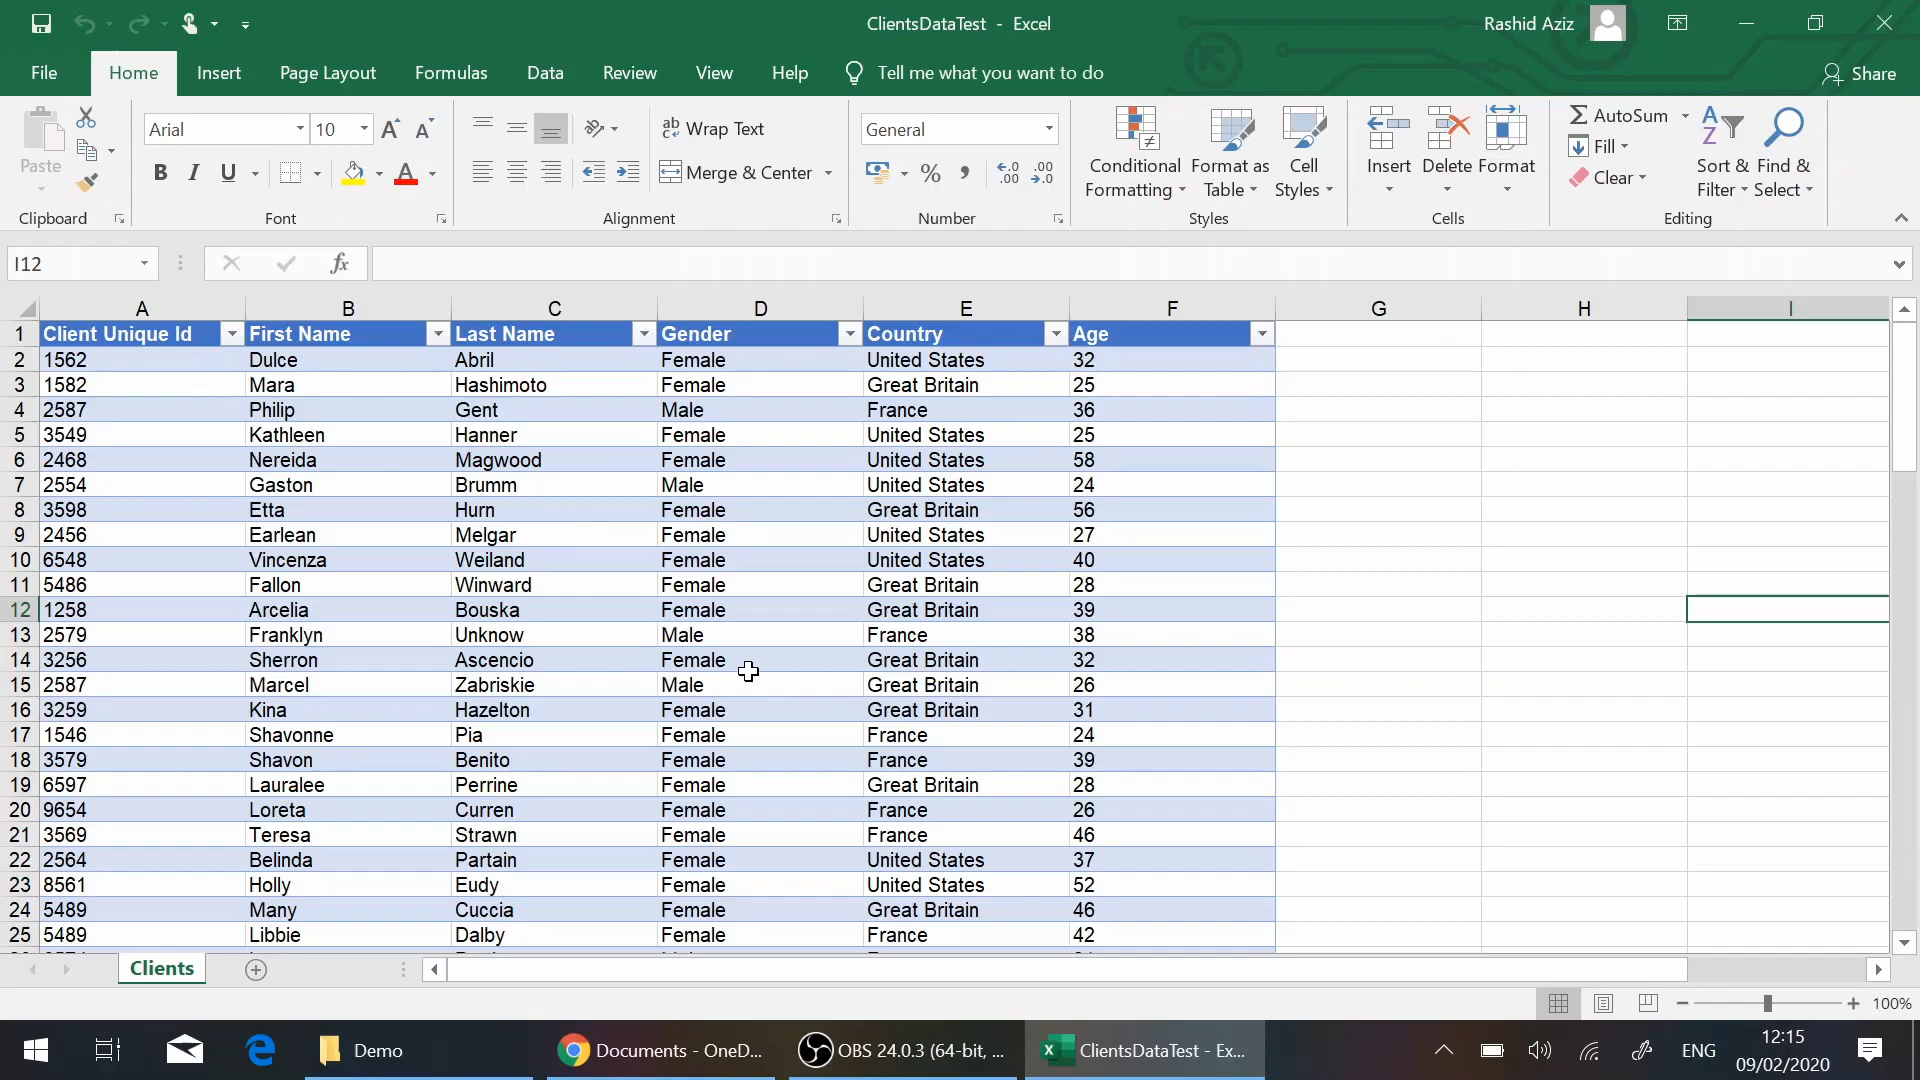 ClientsDataTest - Excel
Rashid Aziz
File Home Insert Page Layout Formulas Data Review View Help Tell me what you want to do Share
Paste
Arial 10
Wrap Text
Merge & Center
General
Conditional Formatting
Format as Table
Cell Styles
Insert Delete Format
AutoSum
Fill
Clear
Sort & Filter
Find & Select
Clipboard Font Alignment Number Styles Cells Editing
I12
fx
A B C D E F G H I
1 Client Unique Id First Name Last Name Gender Country Age
2 1562 Dulce Abril Female United States 32
3 1582 Mara Hashimoto Female Great Britain 25
4 2587 Philip Gent Male France 36
5 3549 Kathleen Hanner Female United States 25
6 2468 Nereida Magwood Female United States 58
7 2554 Gaston Brumm Male United States 24
8 3598 Etta Hurn Female Great Britain 56
9 2456 Earlean Melgar Female United States 27
10 6548 Vincenza Weiland Female United States 40
11 5486 Fallon Winward Female Great Britain 28
12 1258 Arcelia Bouska Female Great Britain 39
13 2579 Franklyn Unknow Male France 38
14 3256 Sherron Ascencio Female Great Britain 32
15 2587 Marcel Zabriskie Male Great Britain 26
16 3259 Kina Hazelton Female Great Britain 31
17 1546 Shavonne Pia Female France 24
18 3579 Shavon Benito Female France 39
19 6597 Lauralee Perrine Female Great Britain 28
20 9654 Loreta Curren Female France 26
21 3569 Teresa Strawn Female France 46
22 2564 Belinda Partain Female United States 37
23 8561 Holly Eudy Female United States 52
24 5489 Many Cuccia Female Great Britain 46
25 5489 Libbie Dalby Female France 42
Clients
100%
Demo
Documents - OneD...
OBS 24.0.3 (64-bit, ...
ClientsDataTest - Ex...
ENG
12:15
09/02/2020